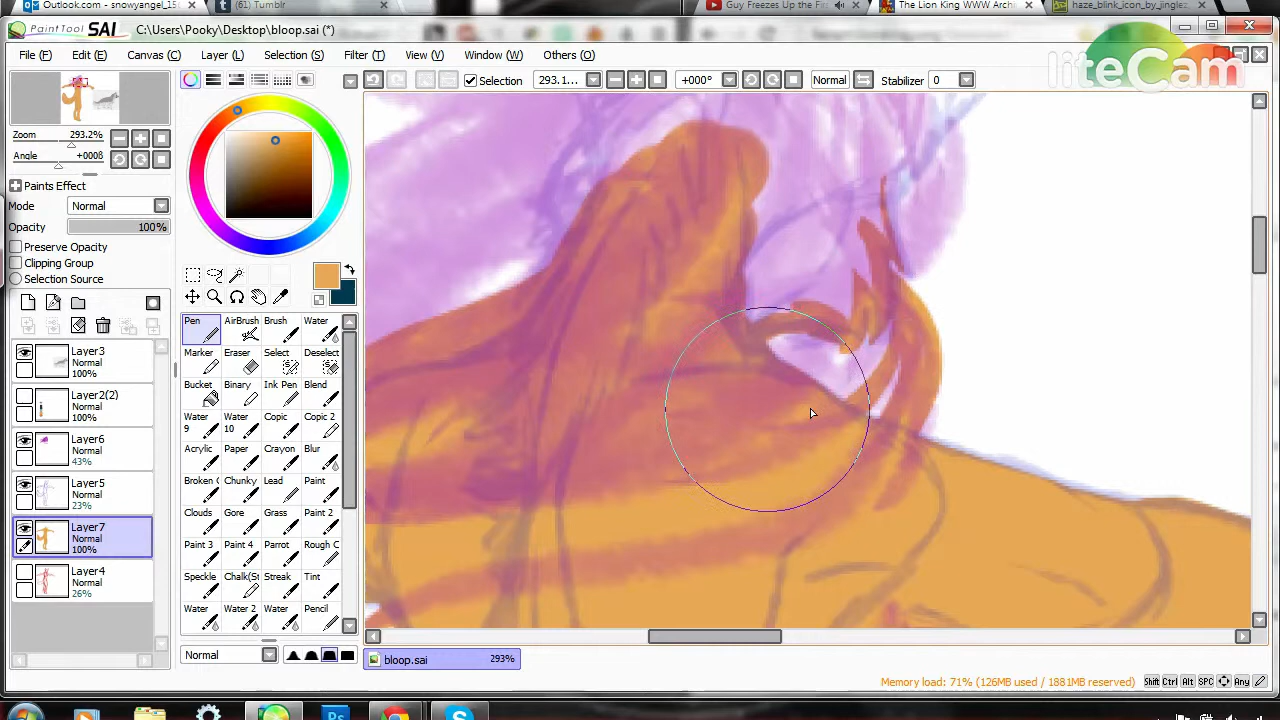 Outlook.com - snowyangel_15
(61) Tumblr
Guy Freezes Up the First
The Lion King WWW Archi
haze_blink_icon_by_jinglez
PaintTool SAI C:\Users\Pooky\Desktop\bloop.sai (*)
liteCam
File (F) Edit (E) Canvas (C) Layer (L) Selection (S) Filter (T) View (V) Window (W) Others (O)
Selection 293.1... +000° Normal Stabilizer 0
Zoom 293.2%
Angle +0008
Paints Effect
Mode Normal
Opacity 100%
Preserve Opacity
Clipping Group
Selection Source
Layer3
Normal
100%
Layer2(2)
Normal
100%
Layer6
Normal
43%
Layer5
Normal
23%
Layer7
Normal
100%
Layer4
Normal
26%
Pen AirBrush Brush Water
Marker Eraser Select Deselect
Bucket Binary Ink Pen Blend
Water 9 Water 10 Copic Copic 2
Acrylic Paper Crayon Blur
Broken C Chunky Lead Paint
Clouds Gore Grass Paint 2
Paint 3 Paint 4 Parrot Rough C
Speckle Chalk(St Streak Tint
Water Water 2 Water Pencil
Normal
bloop.sai 293%
Memory load: 71% (126MB used / 1881MB reserved)
Shift Ctrl Alt SPC Any
Ps